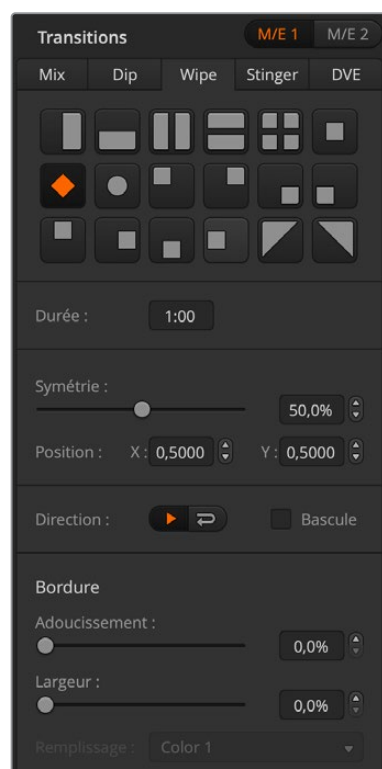 Transitions M/E 1 M/E 2
Mix Dip Wipe Stinger DVE
Durée : 1:00
Symétrie :
50,0%
Position : X : 0,5000 Y : 0,5000
Direction : Bascule
Bordure
Adoucissement :
0,0%
Largeur :
0,0%
Remplissage : Color 1